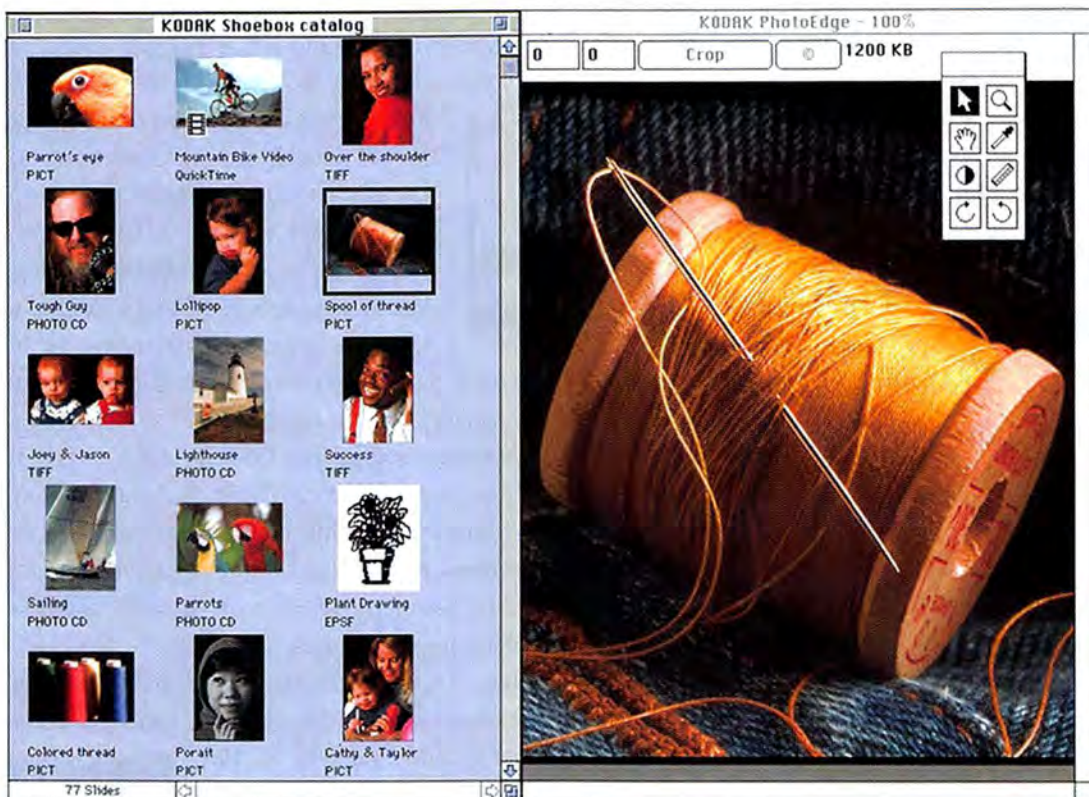 KODAK Shoebox catalog
Parrot's eye
PICT
Mountain Bike Video
QuickTime
Over the shoulder
TIFF
Tough Guy
PHOTO CD
Lollipop
PICT
Spool of thread
PICT
Joey & Jason
TIFF
Lighthouse
PHOTO CD
Success
TIFF
Sailing
PHOTO CD
Parrots
PHOTO CD
Plant Drawing
EPSF
Colored thread
PICT
Porait
PICT
Cathy & Taylor
PICT
77 Slides
KODAK PhotoEdge - 100%
0
0
Crop
©
1200 KB